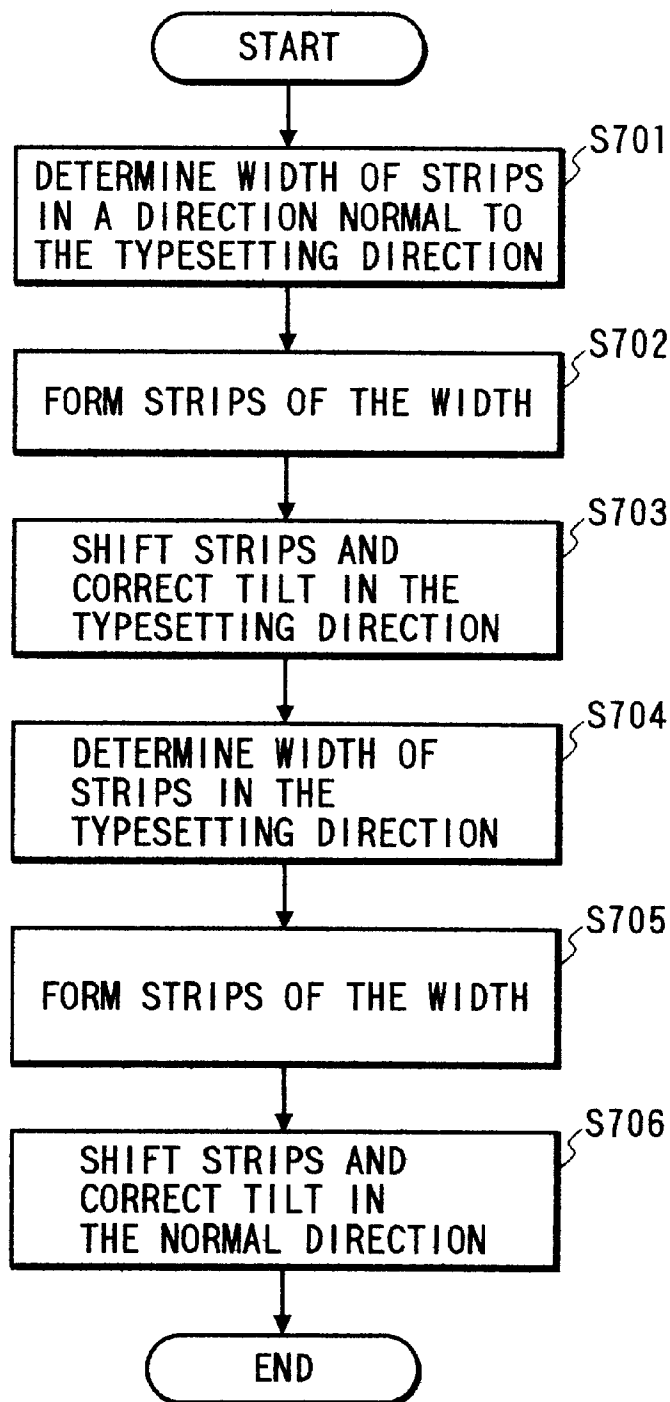 START
S701
DETERMINE WIDTH OF STRIPS
IN A DIRECTION NORMAL TO
THE TYPESETTING DIRECTION
S702
FORM STRIPS OF THE WIDTH
S703
SHIFT STRIPS AND
CORRECT TILT IN THE
TYPESETTING DIRECTION
S704
DETERMINE WIDTH OF
STRIPS IN THE
TYPESETTING DIRECTION
S705
FORM STRIPS OF THE WIDTH
S706
SHIFT STRIPS AND
CORRECT TILT IN
THE NORMAL DIRECTION
END